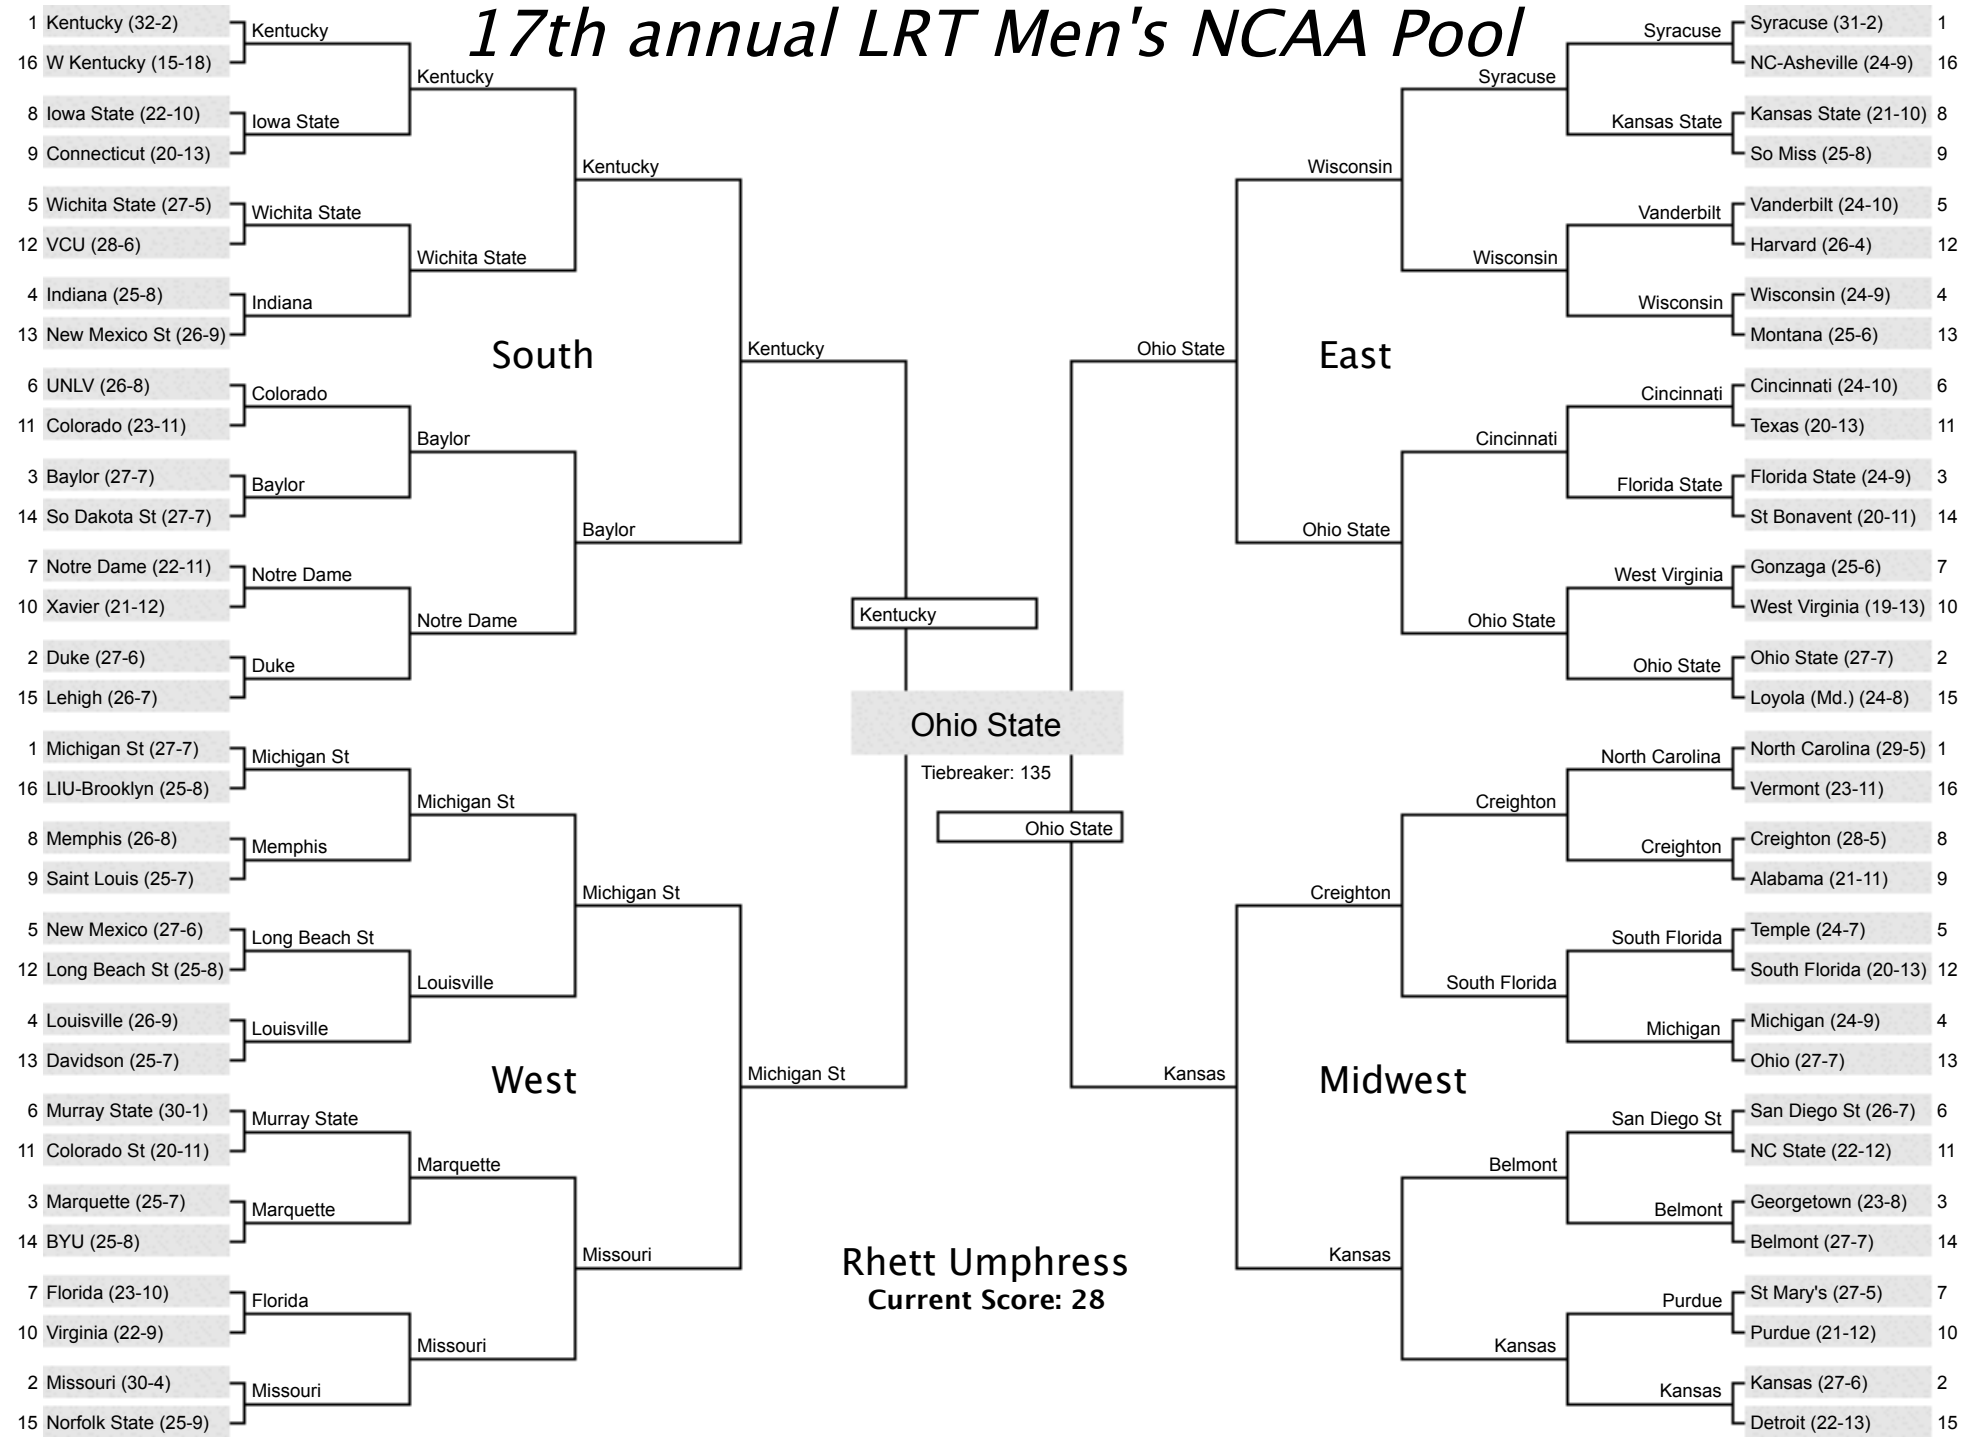 17th annual LRT Men's NCAA Pool
1 Kentucky (32-2)
16 W Kentucky (15-18)
8 Iowa State (22-10)
9 Connecticut (20-13)
5 Wichita State (27-5)
12 VCU (28-6)
4 Indiana (25-8)
13 New Mexico St (26-9)
6 UNLV (26-8)
11 Colorado (23-11)
3 Baylor (27-7)
14 So Dakota St (27-7)
7 Notre Dame (22-11)
10 Xavier (21-12)
2 Duke (27-6)
15 Lehigh (26-7)
Kentucky
Iowa State
Wichita State
Indiana
Colorado
Baylor
Notre Dame
Duke
Kentucky
Wichita State
Baylor
Notre Dame
Kentucky
Baylor
South
Kentucky
1 Michigan St (27-7)
16 LIU-Brooklyn (25-8)
8 Memphis (26-8)
9 Saint Louis (25-7)
5 New Mexico (27-6)
12 Long Beach St (25-8)
4 Louisville (26-9)
13 Davidson (25-7)
6 Murray State (30-1)
11 Colorado St (20-11)
3 Marquette (25-7)
14 BYU (25-8)
7 Florida (23-10)
10 Virginia (22-9)
2 Missouri (30-4)
15 Norfolk State (25-9)
Michigan St
Memphis
Long Beach St
Louisville
Murray State
Marquette
Florida
Missouri
Michigan St
Louisville
Marquette
Missouri
Michigan St
Missouri
West
Michigan St
Kentucky
Ohio State
Tiebreaker: 135
Ohio State
Rhett Umphress
Current Score: 28
Syracuse (31-2) 1
NC-Asheville (24-9) 16
Kansas State (21-10) 8
So Miss (25-8) 9
Vanderbilt (24-10) 5
Harvard (26-4) 12
Wisconsin (24-9) 4
Montana (25-6) 13
Cincinnati (24-10) 6
Texas (20-13) 11
Florida State (24-9) 3
St Bonavent (20-11) 14
Gonzaga (25-6) 7
West Virginia (19-13) 10
Ohio State (27-7) 2
Loyola (Md.) (24-8) 15
Syracuse
Kansas State
Vanderbilt
Wisconsin
Cincinnati
Florida State
West Virginia
Ohio State
Syracuse
Wisconsin
Cincinnati
Ohio State
Wisconsin
Ohio State
East
Ohio State
North Carolina (29-5) 1
Vermont (23-11) 16
Creighton (28-5) 8
Alabama (21-11) 9
Temple (24-7) 5
South Florida (20-13) 12
Michigan (24-9) 4
Ohio (27-7) 13
San Diego St (26-7) 6
NC State (22-12) 11
Georgetown (23-8) 3
Belmont (27-7) 14
St Mary's (27-5) 7
Purdue (21-12) 10
Kansas (27-6) 2
Detroit (22-13) 15
North Carolina
Creighton
South Florida
Michigan
San Diego St
Belmont
Purdue
Kansas
Creighton
South Florida
Belmont
Kansas
Creighton
Kansas
Midwest
Kansas